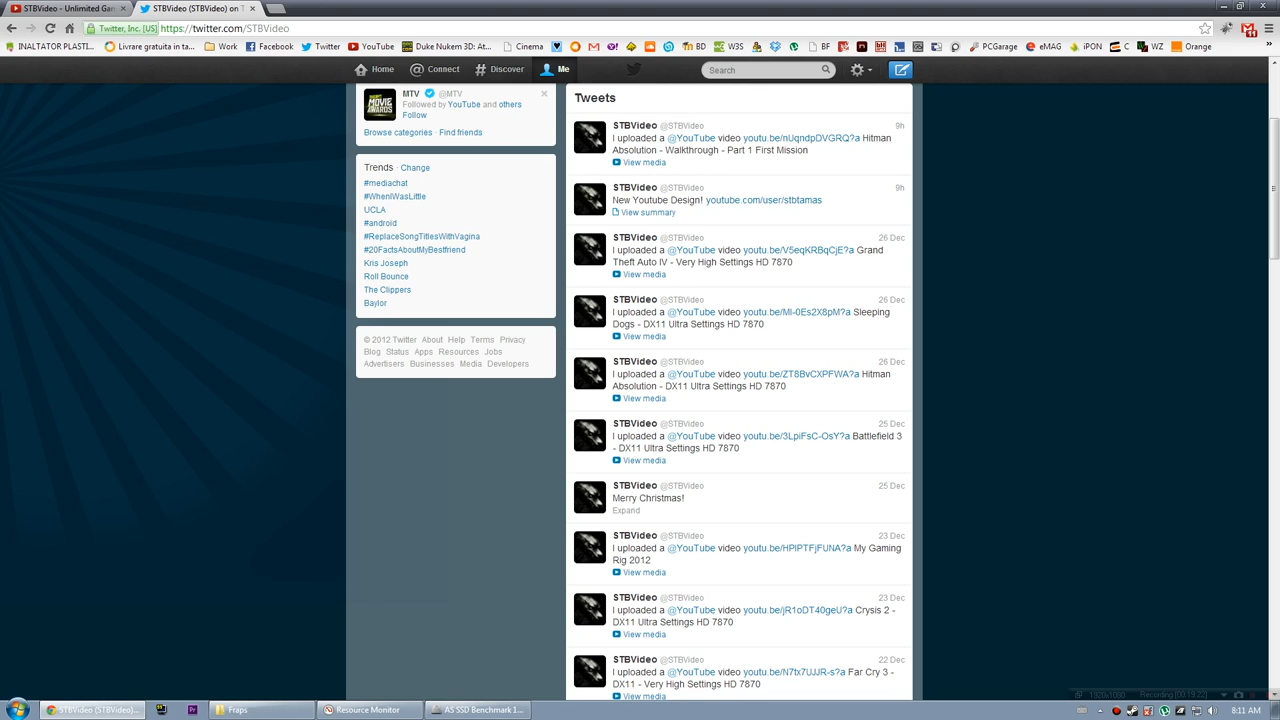 STBVideo - Unlimited Gam
STBVideo (STBVideo) on T
Twitter, Inc. [US] https://twitter.com/STBVideo
INALTATOR PLASTI Livrare gratuita in ta Work Facebook Twitter YouTube Duke Nukem 3D: At... Cinema BD W3S BF PCGarage eMAG iPON C WZ Orange
Home Connect Discover Me Search
MTV @MTV
Followed by YouTube and others
Follow
Browse categories · Find friends
Trends · Change
#mediachat
#WhenIWasLittle
UCLA
#android
#ReplaceSongTitlesWithVagina
#20FactsAboutMyBestfriend
Kris Joseph
Roll Bounce
The Clippers
Baylor
© 2012 Twitter About Help Terms Privacy
Blog Status Apps Resources Jobs
Advertisers Businesses Media Developers
Tweets
STBVideo @STBVideo 9h
I uploaded a @YouTube video youtu.be/nUqndpDVGRQ?a Hitman
Absolution - Walkthrough - Part 1 First Mission
View media
STBVideo @STBVideo 9h
New Youtube Design! youtube.com/user/stbtamas
View summary
STBVideo @STBVideo 26 Dec
I uploaded a @YouTube video youtu.be/V5eqKRBqCjE?a Grand
Theft Auto IV - Very High Settings HD 7870
View media
STBVideo @STBVideo 26 Dec
I uploaded a @YouTube video youtu.be/Ml-0Es2X8pM?a Sleeping
Dogs - DX11 Ultra Settings HD 7870
View media
STBVideo @STBVideo 26 Dec
I uploaded a @YouTube video youtu.be/ZT8BvCXPFWA?a Hitman
Absolution - DX11 Ultra Settings HD 7870
View media
STBVideo @STBVideo 25 Dec
I uploaded a @YouTube video youtu.be/3LpiFsC-OsY?a Battlefield 3
- DX11 Ultra Settings HD 7870
View media
STBVideo @STBVideo 25 Dec
Merry Christmas!
Expand
STBVideo @STBVideo 23 Dec
I uploaded a @YouTube video youtu.be/HPlPTFjFUNA?a My Gaming
Rig 2012
View media
STBVideo @STBVideo 23 Dec
I uploaded a @YouTube video youtu.be/jR1oDT40geU?a Crysis 2 -
DX11 Ultra Settings HD 7870
View media
STBVideo @STBVideo 22 Dec
I uploaded a @YouTube video youtu.be/N7tx7UJJR-s?a Far Cry 3 -
DX11 - Very High Settings HD 7870
View media
1920x1080 Recording [00:19:22]
STBVideo (STBVideo)... Fraps Resource Monitor AS SSD Benchmark 1... 8:11 AM